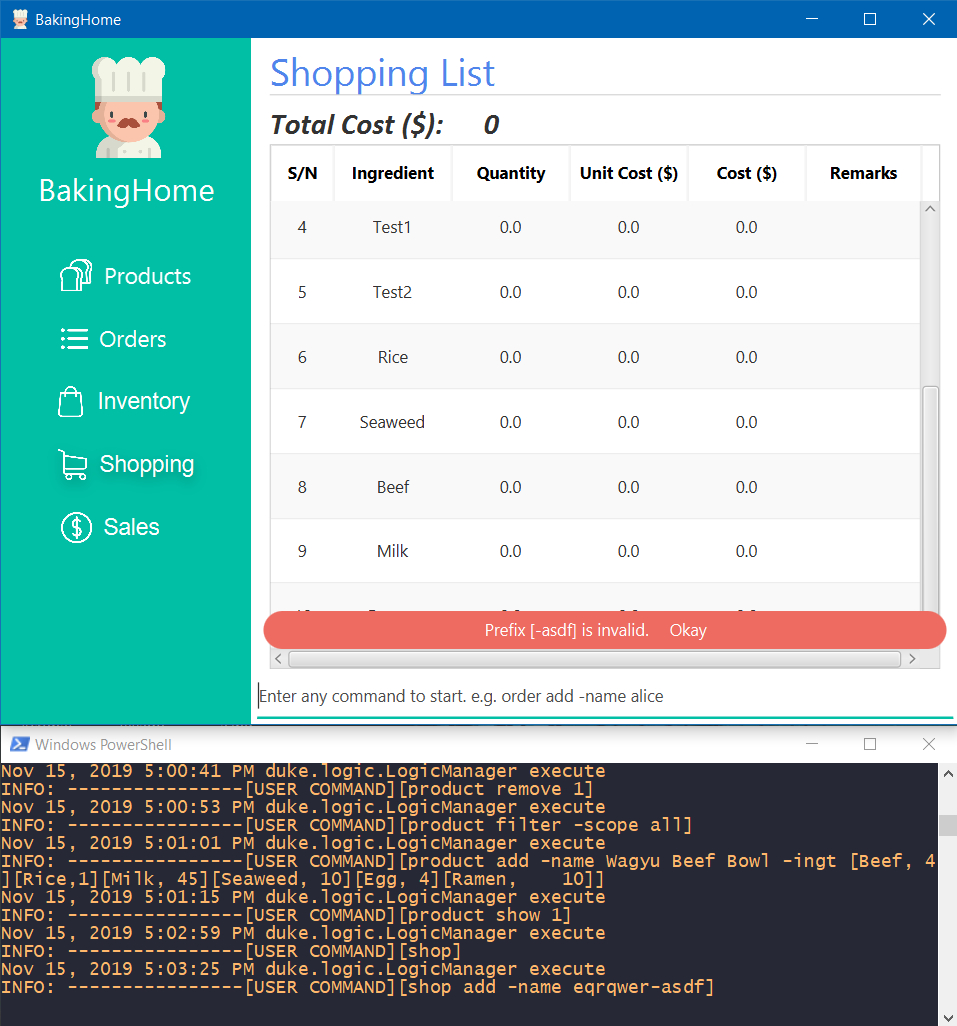 BakingHome
BakingHome
Products
Orders
Inventory
Shopping
Sales
Shopping List
Total Cost ($): 0
S/N Ingredient Quantity Unit Cost ($) Cost ($) Remarks
4 Test1 0.0 0.0 0.0
5 Test2 0.0 0.0 0.0
6 Rice 0.0 0.0 0.0
7 Seaweed 0.0 0.0 0.0
8 Beef 0.0 0.0 0.0
9 Milk 0.0 0.0 0.0
Prefix [-asdf] is invalid. Okay
Enter any command to start. e.g. order add -name alice
Windows PowerShell
Nov 15, 2019 5:00:41 PM duke.logic.LogicManager execute
INFO: ----------------[USER COMMAND][product remove 1]
Nov 15, 2019 5:00:53 PM duke.logic.LogicManager execute
INFO: ----------------[USER COMMAND][product filter -scope all]
Nov 15, 2019 5:01:01 PM duke.logic.LogicManager execute
INFO: ----------------[USER COMMAND][product add -name Wagyu Beef Bowl -ingt [Beef, 4
][Rice,1][Milk, 45][Seaweed, 10][Egg, 4][Ramen,    10]]
Nov 15, 2019 5:01:15 PM duke.logic.LogicManager execute
INFO: ----------------[USER COMMAND][product show 1]
Nov 15, 2019 5:02:59 PM duke.logic.LogicManager execute
INFO: ----------------[USER COMMAND][shop]
Nov 15, 2019 5:03:25 PM duke.logic.LogicManager execute
INFO: ----------------[USER COMMAND][shop add -name eqrqwer-asdf]